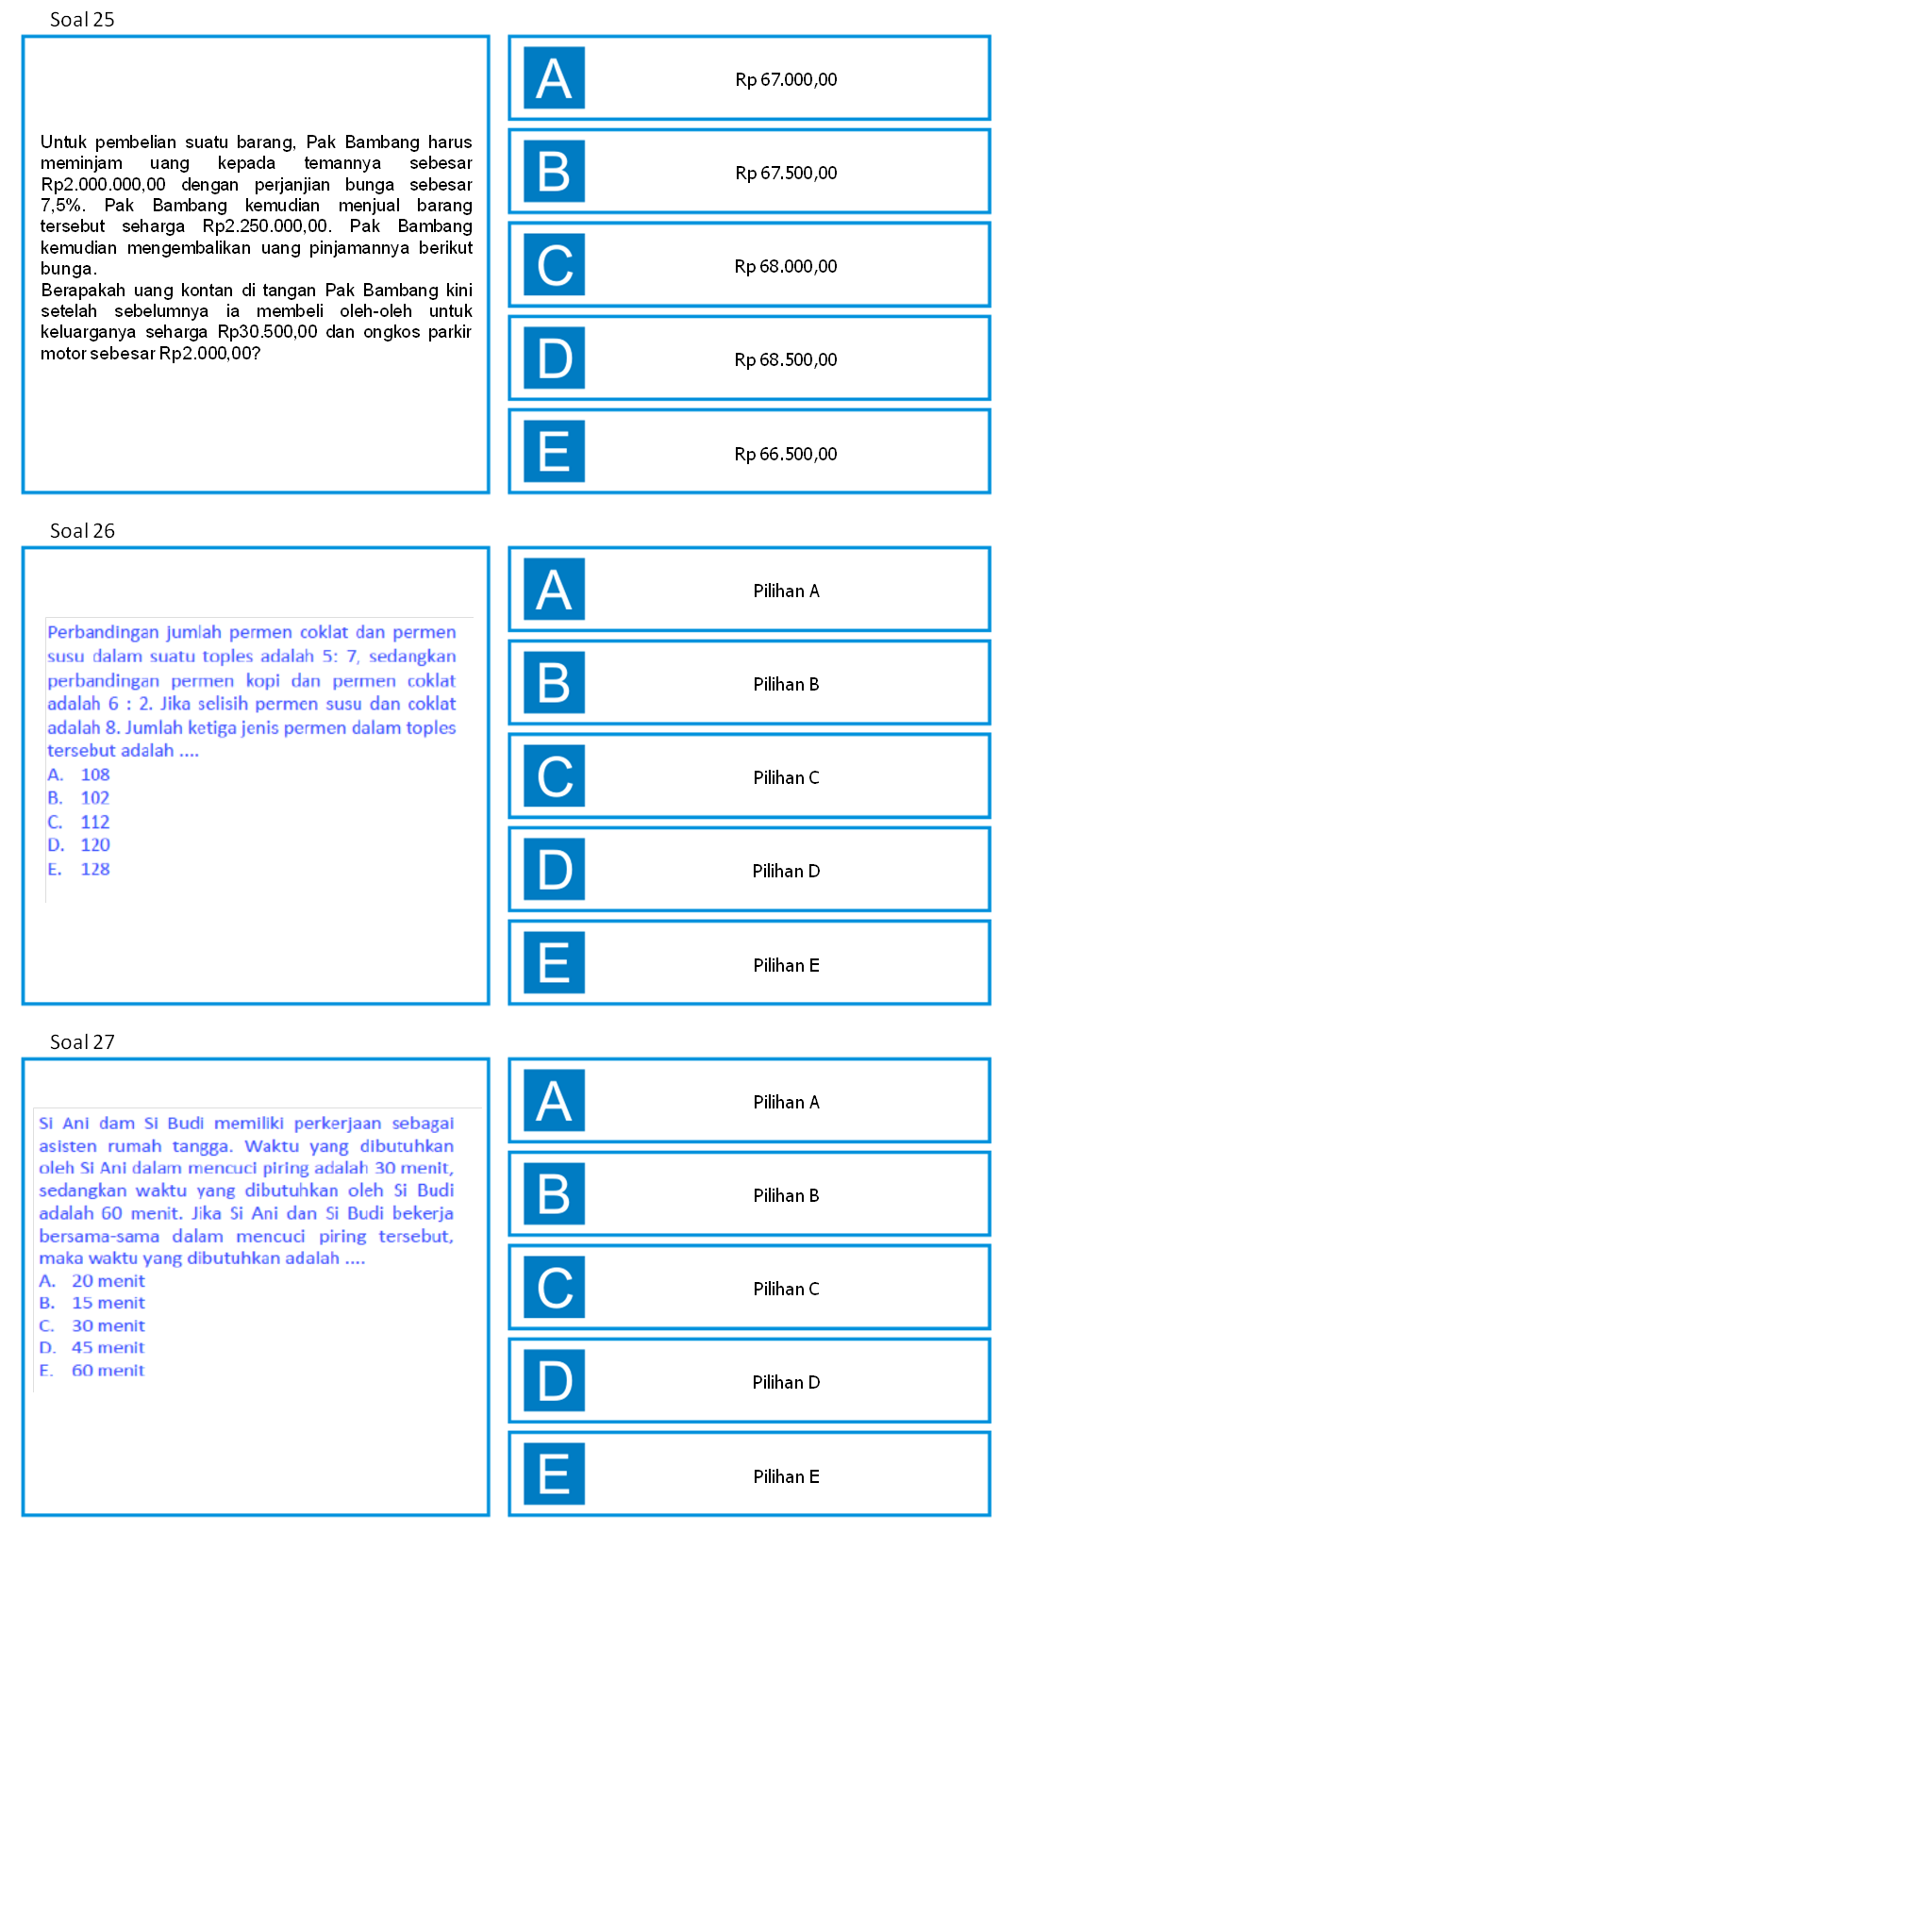 Soal 25
Untuk pembelian suatu barang, Pak Bambang harus
meminjam uang kepada temannya sebesar
Rp2.000.000,00 dengan perjanjian bunga sebesar
7,5%. Pak Bambang kemudian menjual barang
tersebut seharga Rp2.250.000,00. Pak Bambang
kemudian mengembalikan uang pinjamannya berikut
bunga.
Berapakah uang kontan di tangan Pak Bambang kini
setelah sebelumnya ia membeli oleh-oleh untuk
keluarganya seharga Rp30.500,00 dan ongkos parkir
motor sebesar Rp2.000,00?
A Rp 67.000,00
B Rp 67.500,00
C Rp 68.000,00
D Rp 68.500,00
E Rp 66.500,00
Soal 26
Perbandingan jumlah permen coklat dan permen
susu dalam suatu toples adalah 5: 7, sedangkan
perbandingan permen kopi dan permen coklat
adalah 6 : 2. Jika selisih permen susu dan coklat
adalah 8. Jumlah ketiga jenis permen dalam toples
tersebut adalah ....
A. 108
B. 102
C. 112
D. 120
E. 128
A Pilihan A
B Pilihan B
C Pilihan C
D Pilihan D
E Pilihan E
Soal 27
Si Ani dam Si Budi memiliki perkerjaan sebagai
asisten rumah tangga. Waktu yang dibutuhkan
oleh Si Ani dalam mencuci piring adalah 30 menit,
sedangkan waktu yang dibutuhkan oleh Si Budi
adalah 60 menit. Jika Si Ani dan Si Budi bekerja
bersama-sama dalam mencuci piring tersebut,
maka waktu yang dibutuhkan adalah ....
A. 20 menit
B. 15 menit
C. 30 menit
D. 45 menit
E. 60 menit
A Pilihan A
B Pilihan B
C Pilihan C
D Pilihan D
E Pilihan E